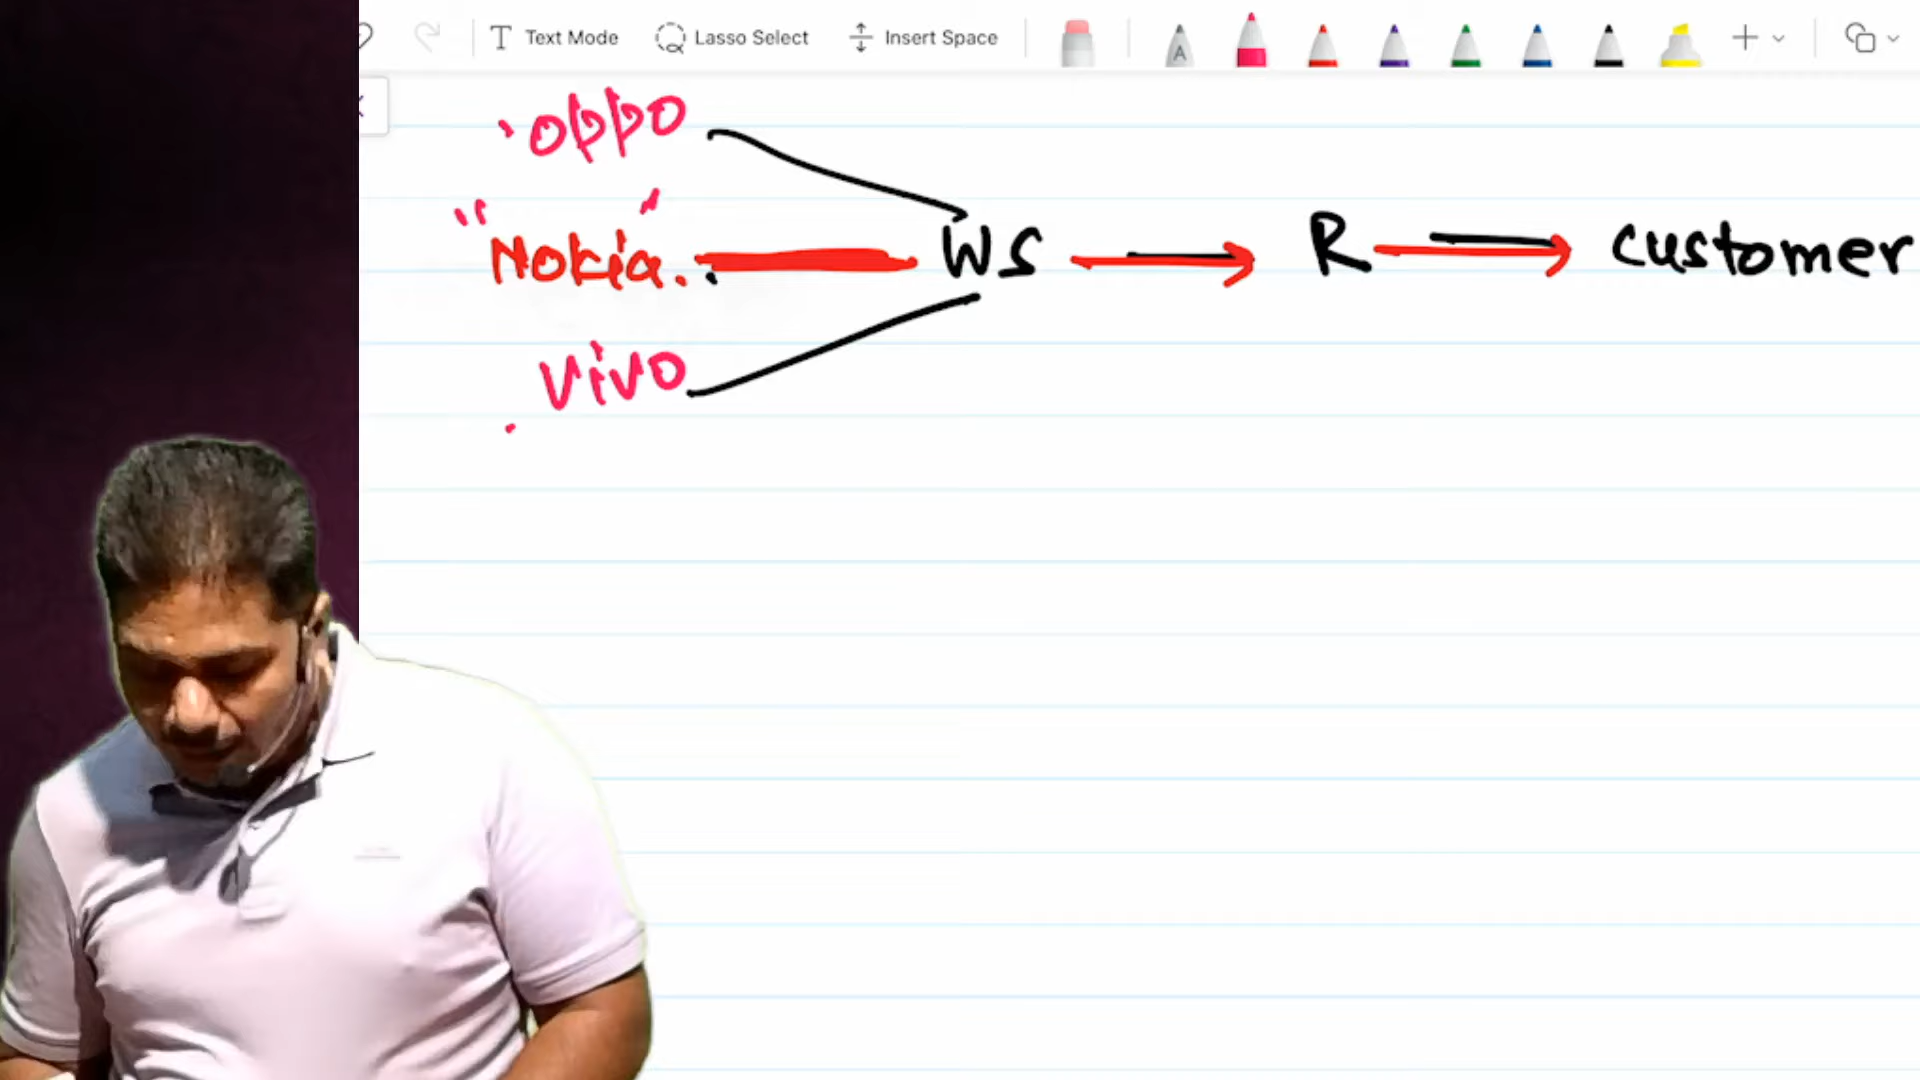 Text Mode Lasso Select Insert Space
A
oppo
"Nokia."
WS R customer
vivo